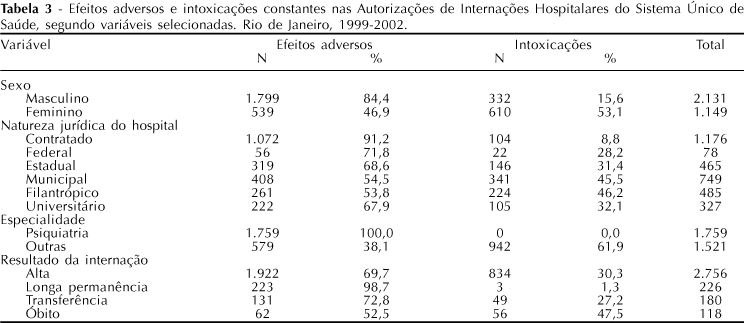 Tabela 3 - Efeitos adversos e intoxicações constantes nas Autorizações de Internações Hospitalares do Sistema Único de
Saúde, segundo variáveis selecionadas. Rio de Janeiro, 1999-2002.
Variável Efeitos adversos Intoxicações Total
N % N %
Sexo
Masculino 1.799 84,4 332 15,6 2.131
Feminino 539 46,9 610 53,1 1.149
Natureza jurídica do hospital
Contratado 1.072 91,2 104 8,8 1.176
Federal 56 71,8 22 28,2 78
Estadual 319 68,6 146 31,4 465
Municipal 408 54,5 341 45,5 749
Filantrópico 261 53,8 224 46,2 485
Universitário 222 67,9 105 32,1 327
Especialidade
Psiquiatria 1.759 100,0 0 0,0 1.759
Outras 579 38,1 942 61,9 1.521
Resultado da internação
Alta 1.922 69,7 834 30,3 2.756
Longa permanência 223 98,7 3 1,3 226
Transferência 131 72,8 49 27,2 180
Óbito 62 52,5 56 47,5 118